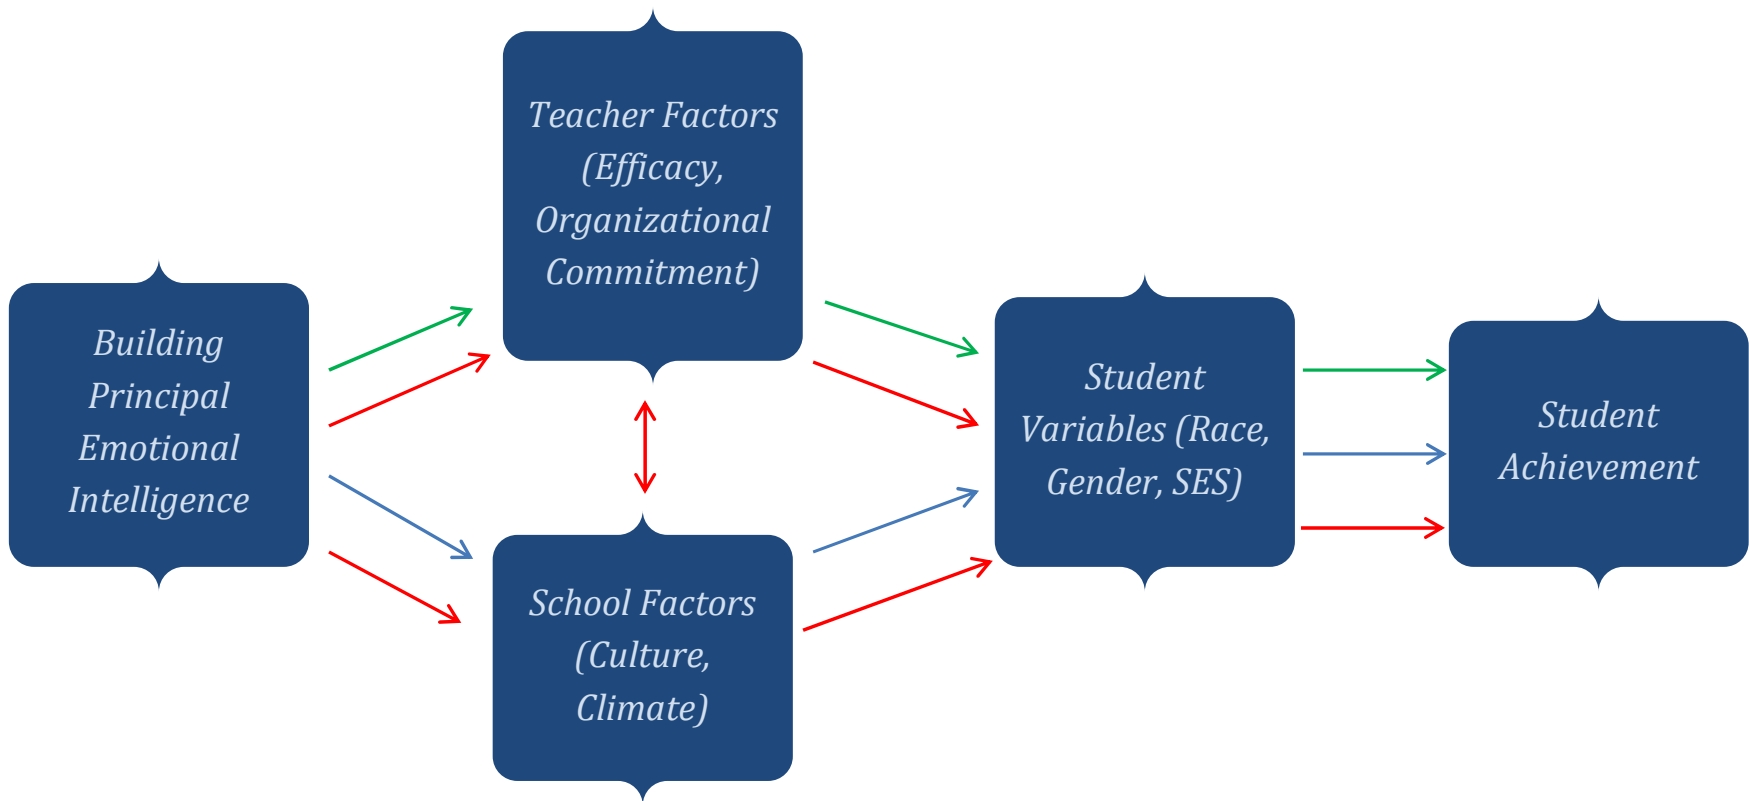 Building
Principal
Emotional
Intelligence
Teacher Factors
(Efficacy,
Organizational
Commitment)
School Factors
(Culture,
Climate)
Student
Variables (Race,
Gender, SES)
Student
Achievement